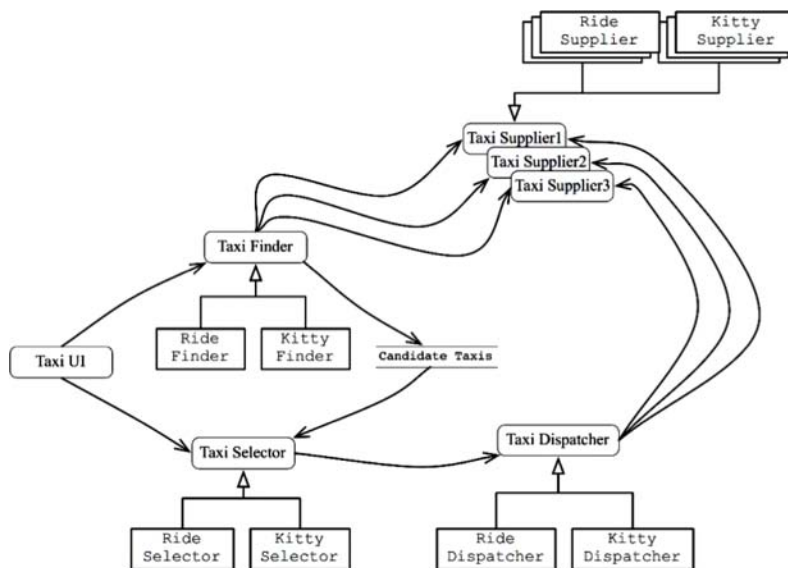 Ride
Supplier
Kitty
Supplier
Taxi Supplier1
Taxi Supplier2
Taxi Supplier3
Taxi Finder
Ride
Finder
Kitty
Finder
Taxi UI
Candidate Taxis
Taxi Selector
Taxi Dispatcher
Ride
Selector
Kitty
Selector
Ride
Dispatcher
Kitty
Dispatcher